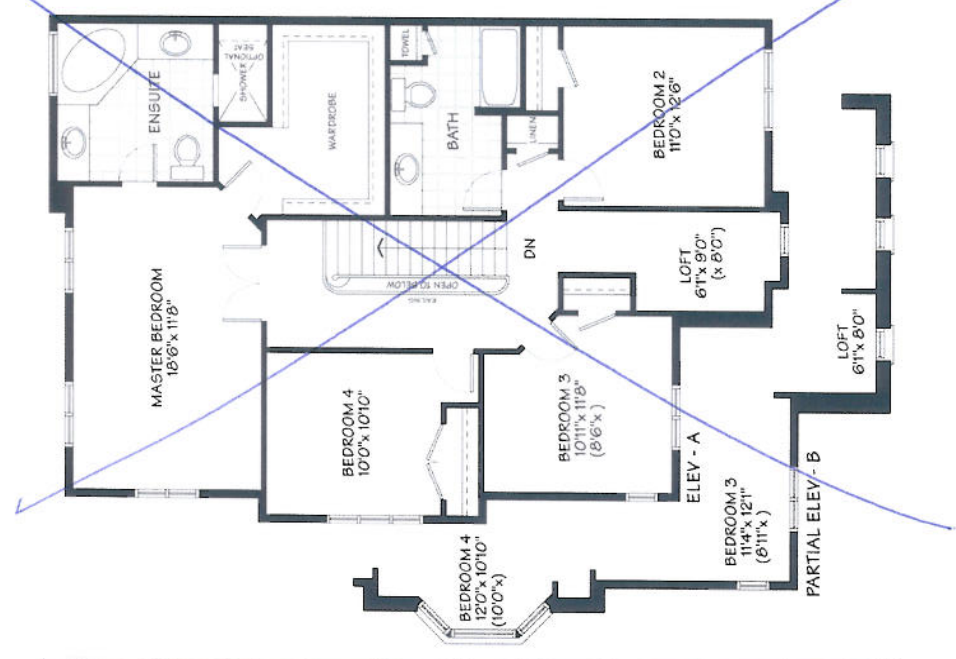 ENSUITE
OPTIONAL
SEAT
SHOWER
WARDROBE
TOWEL
BATH
LINEN
BEDROOM 2
11'0"x 12'6"
MASTER BEDROOM
18'6"x 11'8"
DN
OPEN TO BELOW
RAILING
LOFT
6'1"x 9'0"
(x 8'0")
LOFT
6'1"x 8'0"
BEDROOM 4
10'0"x 10'10"
BEDROOM 3
10'11"x 11'8"
(8'6"x )
ELEV - A
BEDROOM 4
12'0"x 10'10"
(10'0"x)
BEDROOM 3
11'4"x 12'1"
(8'11"x )
PARTIAL ELEV - B